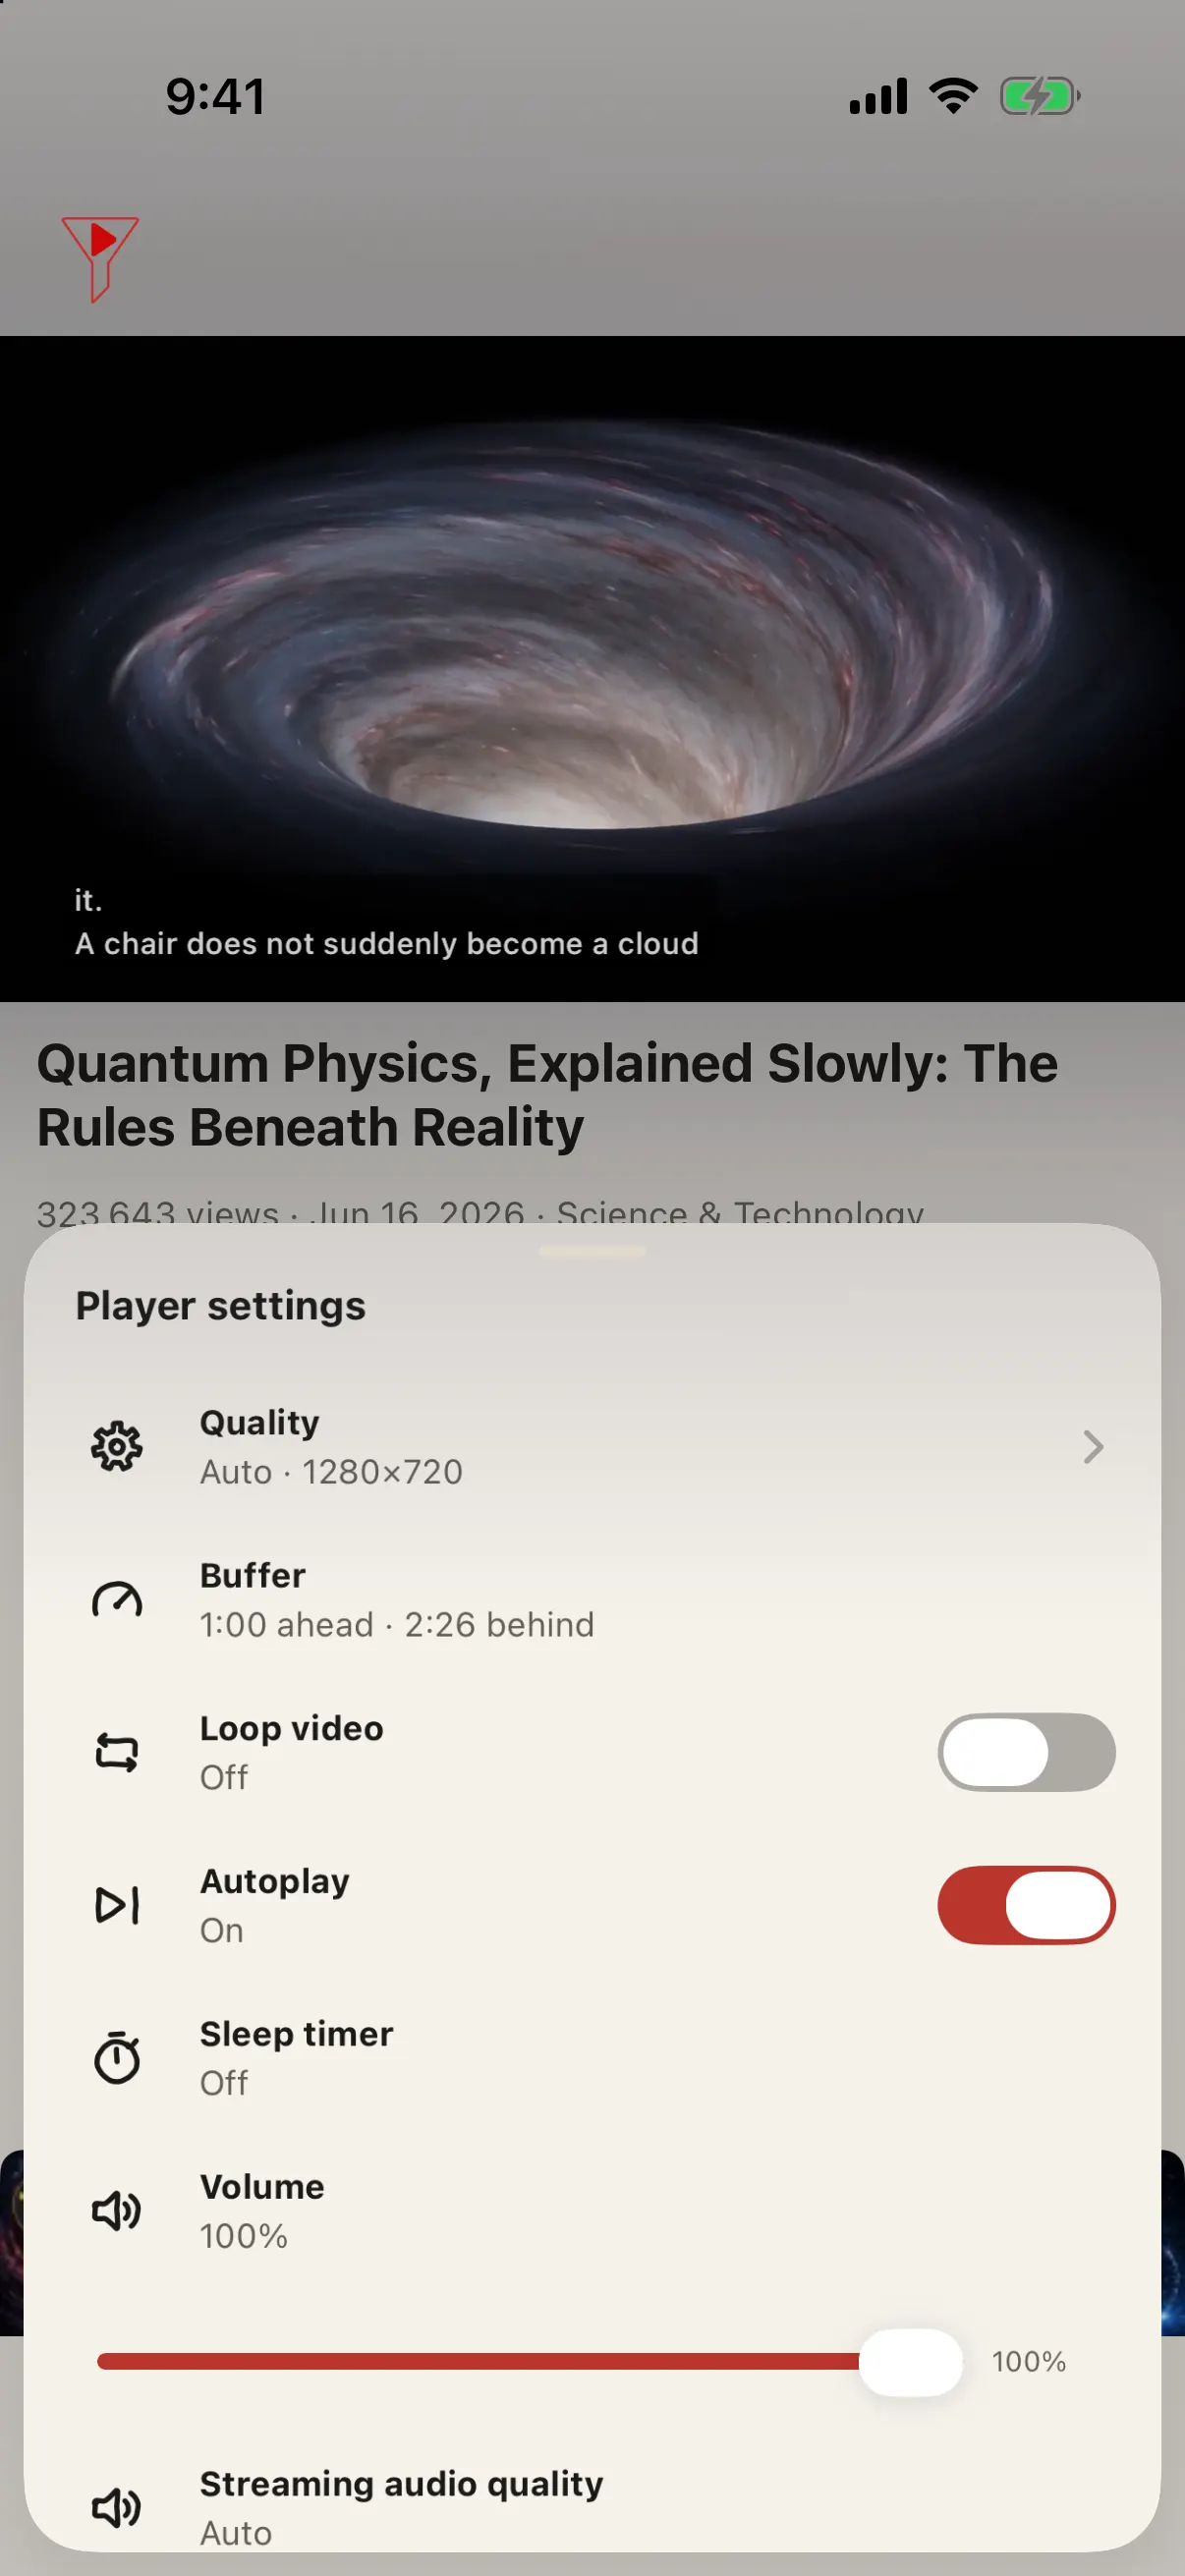 9:41
it.
A chair does not suddenly become a cloud
Quantum Physics, Explained Slowly: The
Rules Beneath Reality
323 643 views · Jun 16, 2026 · Science & Technology
Player settings
Quality
Auto · 1280×720
Buffer
1:00 ahead · 2:26 behind
Loop video
Off
Autoplay
On
Sleep timer
Off
Volume
100%
100%
Streaming audio quality
Auto